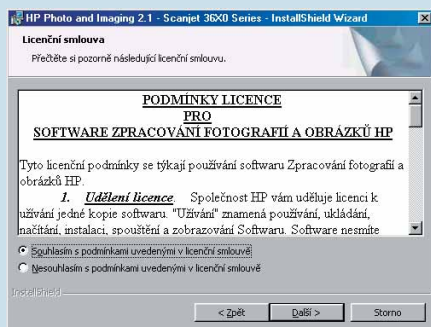 HP Photo and Imaging 2.1 - Scanjet 36X0 Series - InstallShield Wizard
Licenční smlouva
Přečtěte si pozorně následující licenční smlouvu.
PODMÍNKY LICENCE
PRO
SOFTWARE ZPRACOVÁNÍ FOTOGRAFIÍ A OBRÁZKŮ HP
Tyto licenční podmínky se týkají používání softwaru Zpracování fotografií a
obrázků HP.
1. Udělení licence. Společnost HP vám uděluje licenci k
užívání jedné kopie softwaru. "Užívání" znamená používání, ukládání,
načítání, instalaci, spouštění a zobrazování Softwaru. Software nesmíte
Souhlasím s podmínkami uvedenými v licenční smlouvě
Nesouhlasím s podmínkami uvedenými v licenční smlouvě
InstallShield
< Zpět
Další >
Storno